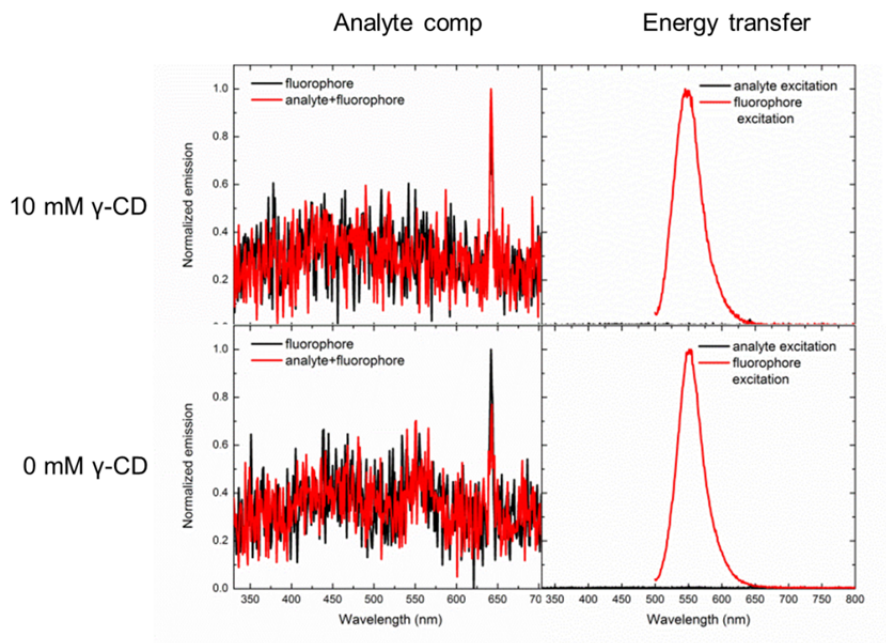 Analyte comp Energy transfer
10 mM γ-CD
Normalized emission
1.0
0.8
0.6
0.4
0.2
fluorophore
analyte+fluorophore
analyte excitation
fluorophore
excitation
0 mM γ-CD
Normalized emission
1.0
0.8
0.6
0.4
0.2
0.0
fluorophore
analyte+fluorophore
analyte excitation
fluorophore
excitation
350 400 450 500 550 600 650 350 400 450 500 550 600 650 700 750 800
Wavelength (nm) Wavelength (nm)